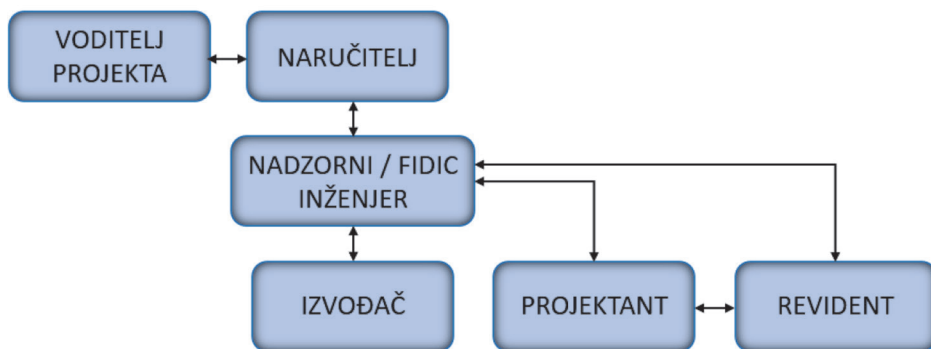 VODITELJ
PROJEKTA
NARUČITELJ
NADZORNI / FIDIC
INŽENJER
IZVOĐAČ
PROJEKTANT
REVIDENT